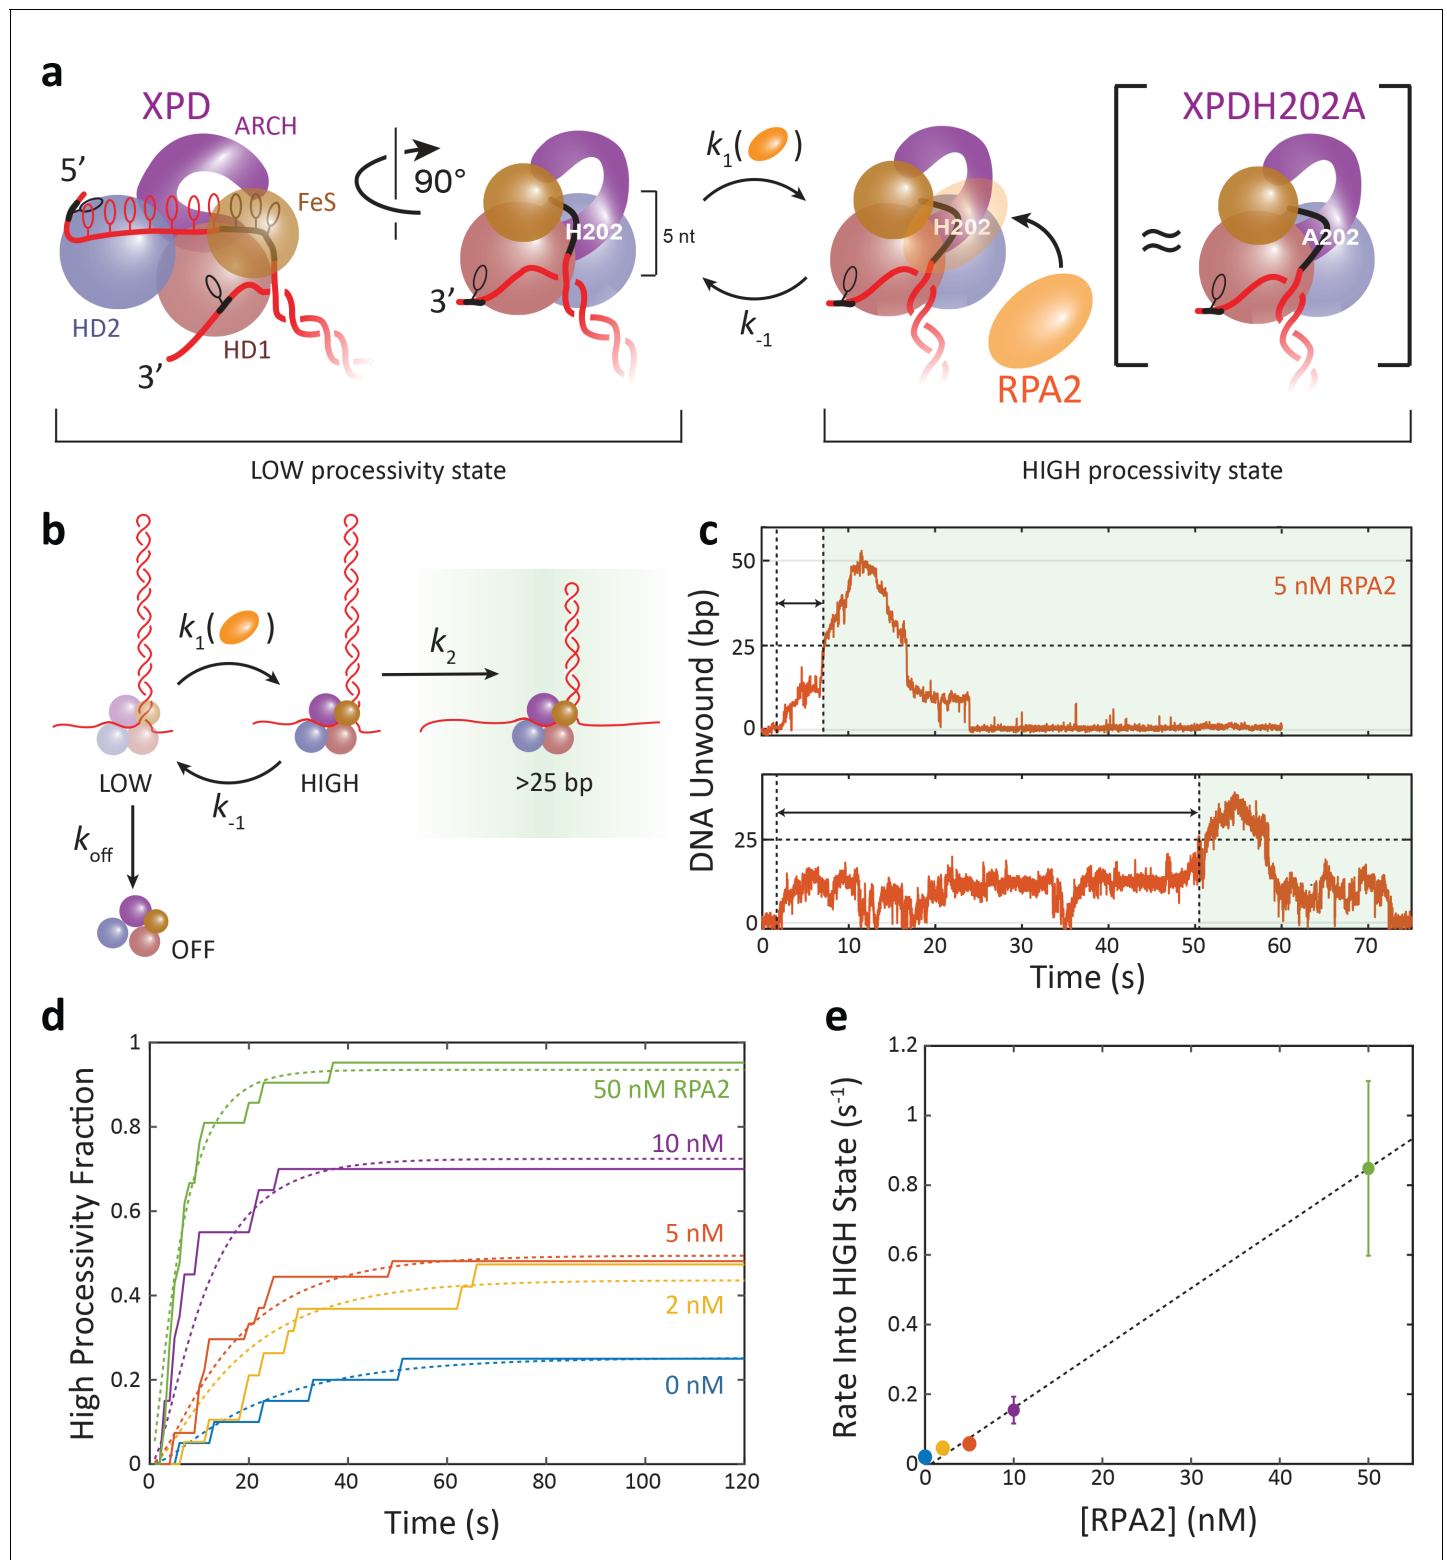 a
XPD
ARCH
5’
FeS
HD2
HD1
3’
90°
H202
5 nt
3’
k1( )
k-1
H202
RPA2
≈
XPDH202A
A202
LOW processivity state
HIGH processivity state
b
k1( )
k2
LOW
HIGH
>25 bp
k-1
koff
OFF
c
DNA Unwound (bp)
50
25
0
5 nM RPA2
25
0
0 10 20 30 40 50 60 70
Time (s)
d
High Processivity Fraction
1
0.8
0.6
0.4
0.2
0
50 nM RPA2
10 nM
5 nM
2 nM
0 nM
0 20 40 60 80 100 120
Time (s)
e
Rate Into HIGH State (s-1)
1.2
1
0.8
0.6
0.4
0.2
0
0 10 20 30 40 50
[RPA2] (nM)